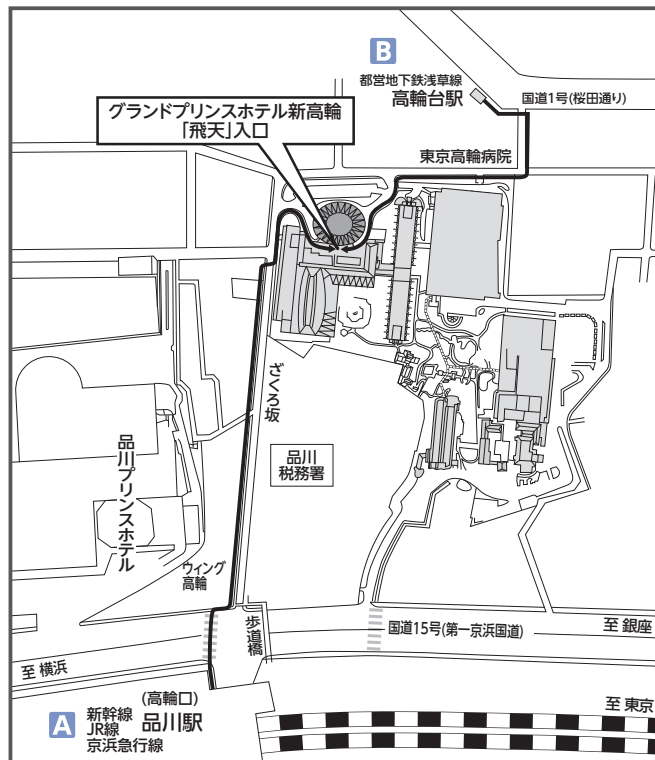 B
都営地下鉄浅草線
高輪台駅
国道1号(桜田通り)
グランドプリンスホテル新高輪
「飛天」入口
東京高輪病院
ざくろ坂
品川
税務署
品川プリンスホテル
ウィング
高輪
歩道橋
国道15号(第一京浜国道)
至 銀座
至 横浜
(高輪口)
A
新幹線
JR線
京浜急行線
品川駅
至 東京